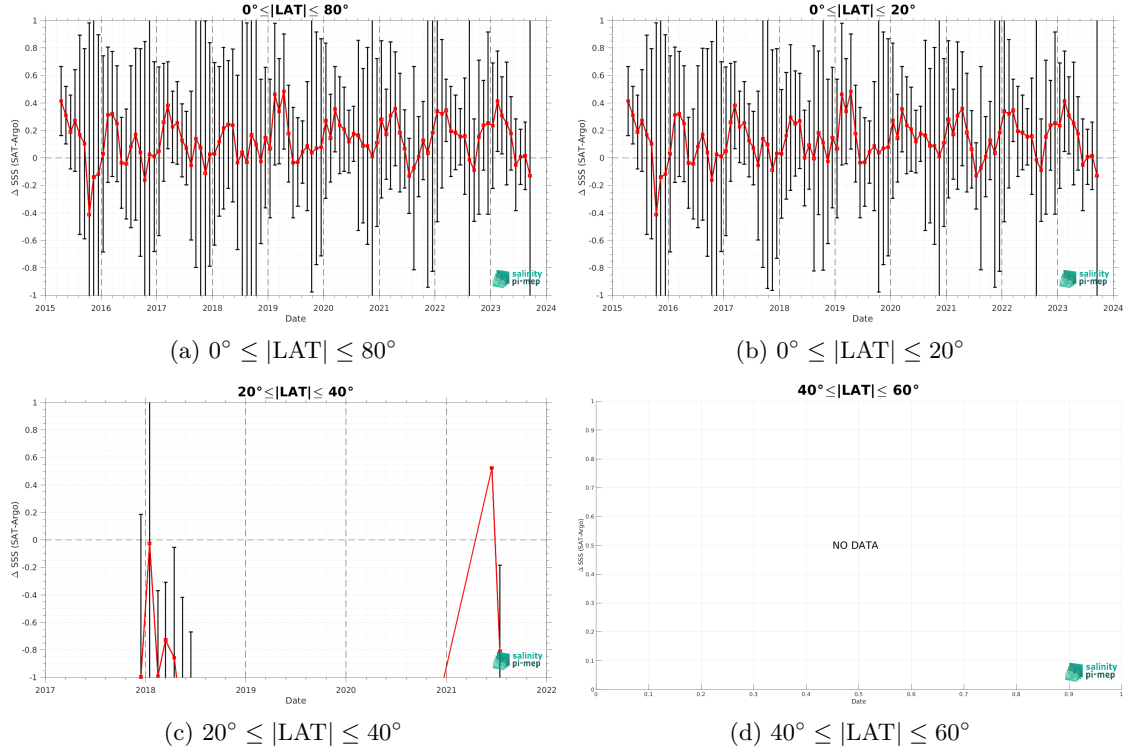 0°≤|LAT|≤ 80°
Δ SSS (SAT-Argo)
1
0.8
0.6
0.4
0.2
0
-0.2
-0.4
-0.6
-0.8
-1
2015 2016 2017 2018 2019 2020 2021 2022 2023 2024
Date
salinity
pi-mep
(a) 0° ≤ |LAT| ≤ 80°
0°≤|LAT|≤ 20°
Δ SSS (SAT-Argo)
1
0.8
0.6
0.4
0.2
0
-0.2
-0.4
-0.6
-0.8
-1
2015 2016 2017 2018 2019 2020 2021 2022 2023 2024
Date
salinity
pi-mep
(b) 0° ≤ |LAT| ≤ 20°
20°≤|LAT|≤ 40°
Δ SSS (SAT-Argo)
1
0.8
0.6
0.4
0.2
0
-0.2
-0.4
-0.6
-0.8
-1
2017 2018 2019 2020 2021 2022
Date
salinity
pi-mep
(c) 20° ≤ |LAT| ≤ 40°
40°≤|LAT|≤ 60°
Δ SSS (SAT-Argo)
1
0.9
0.8
0.7
0.6
0.5
0.4
0.3
0.2
0.1
0
NO DATA
0 0.1 0.2 0.3 0.4 0.5 0.6 0.7 0.8 0.9 1
Date
salinity
pi-mep
(d) 40° ≤ |LAT| ≤ 60°